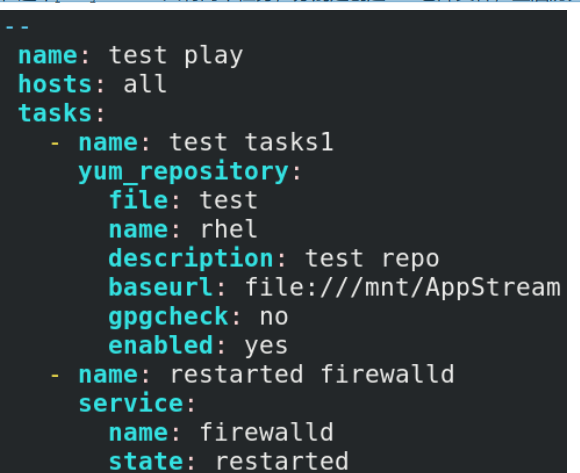 --
name: test play
hosts: all
tasks:
- name: test tasks1
yum_repository:
file: test
name: rhel
description: test repo
baseurl: file:///mnt/AppStream
gpgcheck: no
enabled: yes
- name: restarted firewalld
service:
name: firewalld
state: restarted